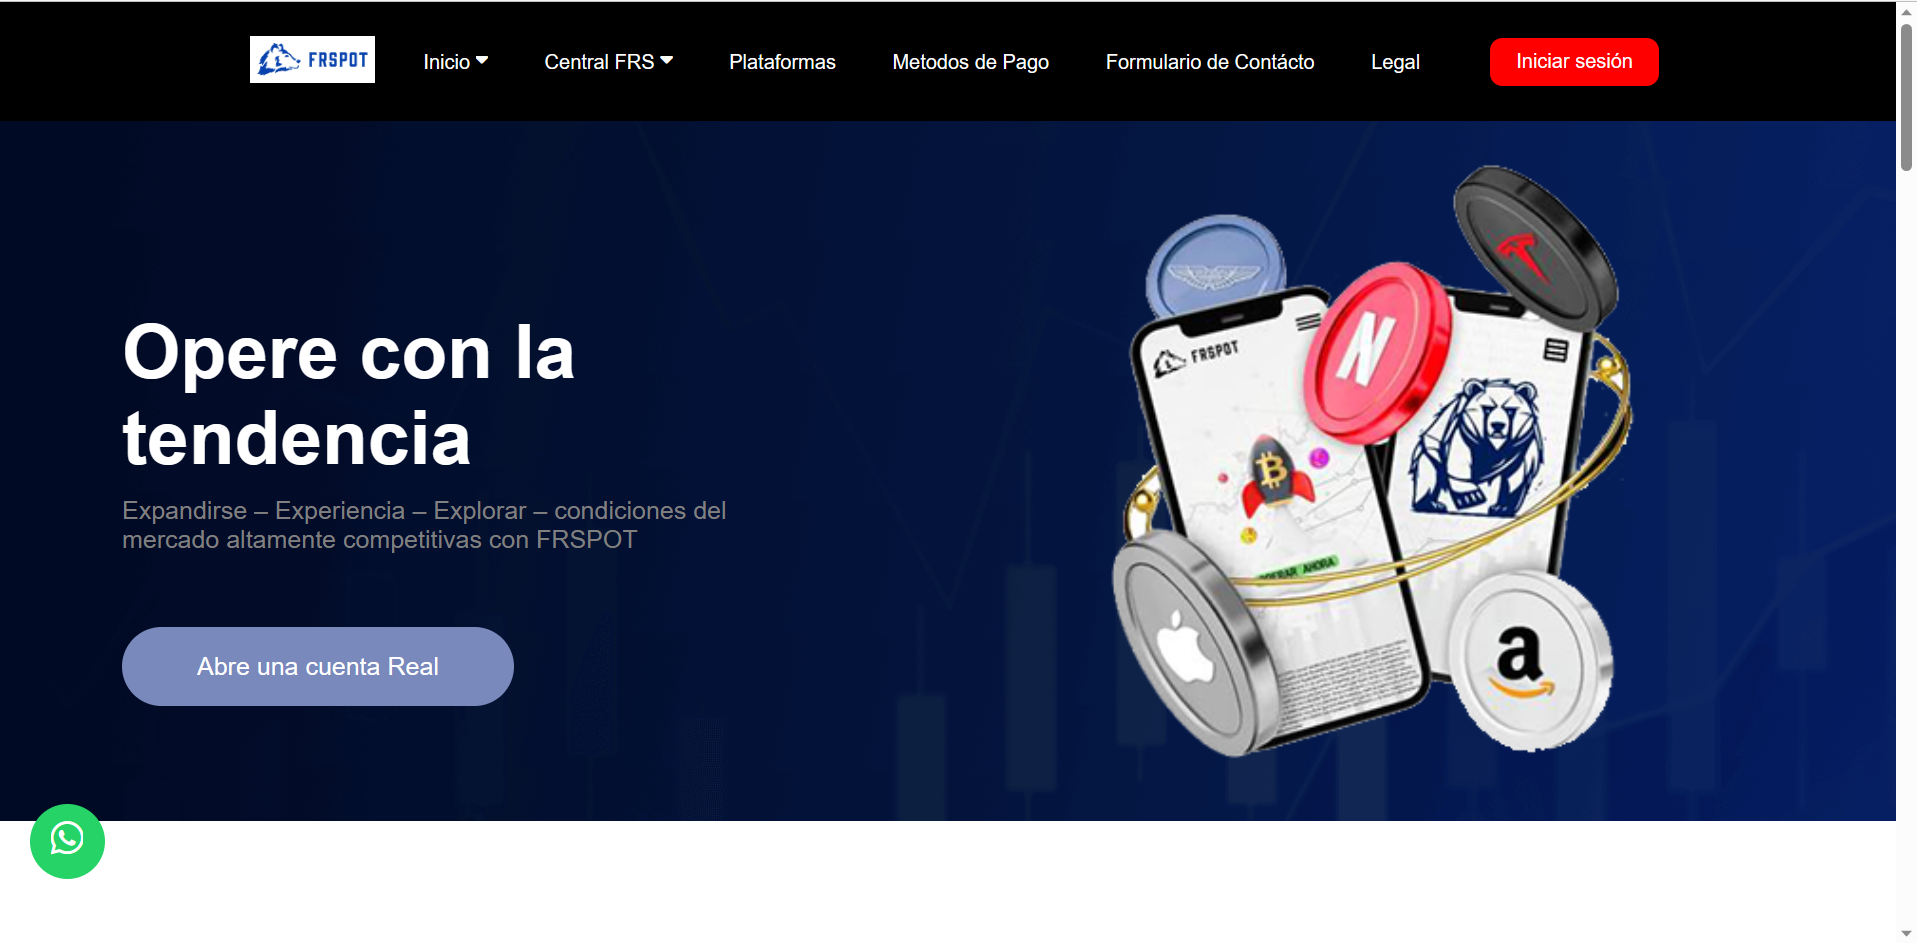 FRSPOT
Inicio
Central FRS
Plataformas
Metodos de Pago
Formulario de Contácto
Legal
Iniciar sesión
Opere con la
tendencia
Expandirse – Experiencia – Explorar – condiciones del
mercado altamente competitivas con FRSPOT
Abre una cuenta Real
FRSPOT
N
AHORA
a